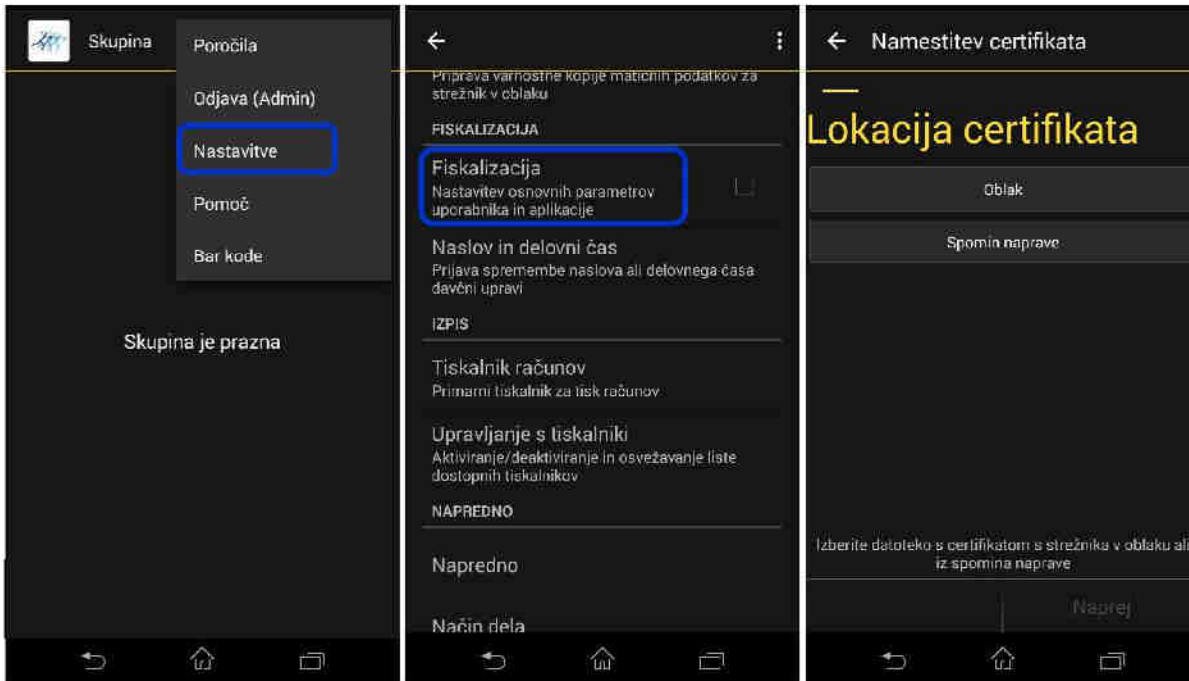 Skupina
Poročila
Odjava (Admin)
Nastavitve
Pomoč
Bar kode
Skupina je prazna
Priprava varnostne kopije matičnih podatkov za
strežnik v oblaku
FISKALIZACIJA
Fiskalizacija
Nastavitev osnovnih parametrov
uporabnika in aplikacije
Naslov in delovni čas
Prijava spremembe naslova ali delovnega časa
davčni upravi
IZPIS
Tiskalnik računov
Primarni tiskalnik za tisk računov
Upravljanje s tiskalniki
Aktiviranje/deaktiviranje in osveževanje liste
dostopnih tiskalnikov
NAPREDNO
Napredno
Način dela
Namestitev certifikata
Lokacija certifikata
Oblak
Spomin naprave
Izberite datoteko s certifikatom s strežnika v oblaku ali
iz spomina naprave
Naprej